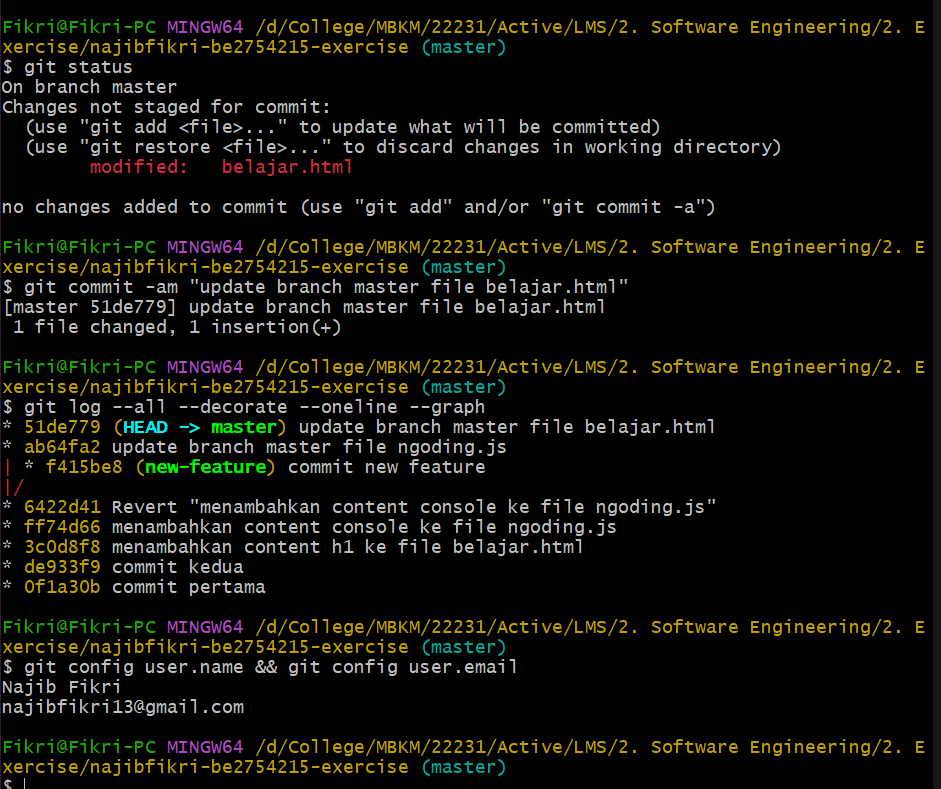 Fikri@Fikri-PC MINGW64 /d/College/MBKM/22231/Active/LMS/2. Software Engineering/2. E
xercise/najibfikri-be2754215-exercise (master)
$ git status
On branch master
Changes not staged for commit:
  (use "git add <file>..." to update what will be committed)
  (use "git restore <file>..." to discard changes in working directory)
        modified:   belajar.html

no changes added to commit (use "git add" and/or "git commit -a")

Fikri@Fikri-PC MINGW64 /d/College/MBKM/22231/Active/LMS/2. Software Engineering/2. E
xercise/najibfikri-be2754215-exercise (master)
$ git commit -am "update branch master file belajar.html"
[master 51de779] update branch master file belajar.html
 1 file changed, 1 insertion(+)

Fikri@Fikri-PC MINGW64 /d/College/MBKM/22231/Active/LMS/2. Software Engineering/2. E
xercise/najibfikri-be2754215-exercise (master)
$ git log --all --decorate --oneline --graph
* 51de779 (HEAD -> master) update branch master file belajar.html
* ab64fa2 update branch master file ngoding.js
| * f415be8 (new-feature) commit new feature
|/
* 6422d41 Revert "menambahkan content console ke file ngoding.js"
* ff74d66 menambahkan content console ke file ngoding.js
* 3c0d8f8 menambahkan content h1 ke file belajar.html
* de933f9 commit kedua
* 0f1a30b commit pertama

Fikri@Fikri-PC MINGW64 /d/College/MBKM/22231/Active/LMS/2. Software Engineering/2. E
xercise/najibfikri-be2754215-exercise (master)
$ git config user.name && git config user.email
Najib Fikri
najibfikri13@gmail.com

Fikri@Fikri-PC MINGW64 /d/College/MBKM/22231/Active/LMS/2. Software Engineering/2. E
xercise/najibfikri-be2754215-exercise (master)
$